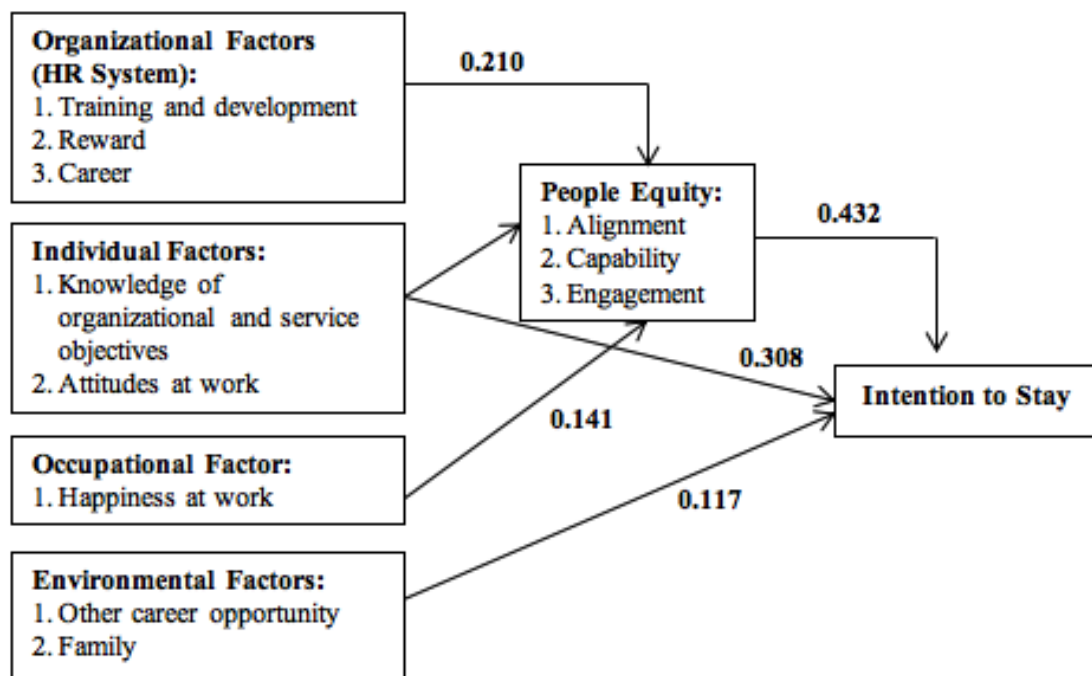 Organizational Factors
(HR System):
1. Training and development
2. Reward
3. Career
0.210
People Equity:
1. Alignment
2. Capability
3. Engagement
0.432
Individual Factors:
1. Knowledge of
organizational and service
objectives
2. Attitudes at work
0.308
Intention to Stay
0.141
Occupational Factor:
1. Happiness at work
0.117
Environmental Factors:
1. Other career opportunity
2. Family